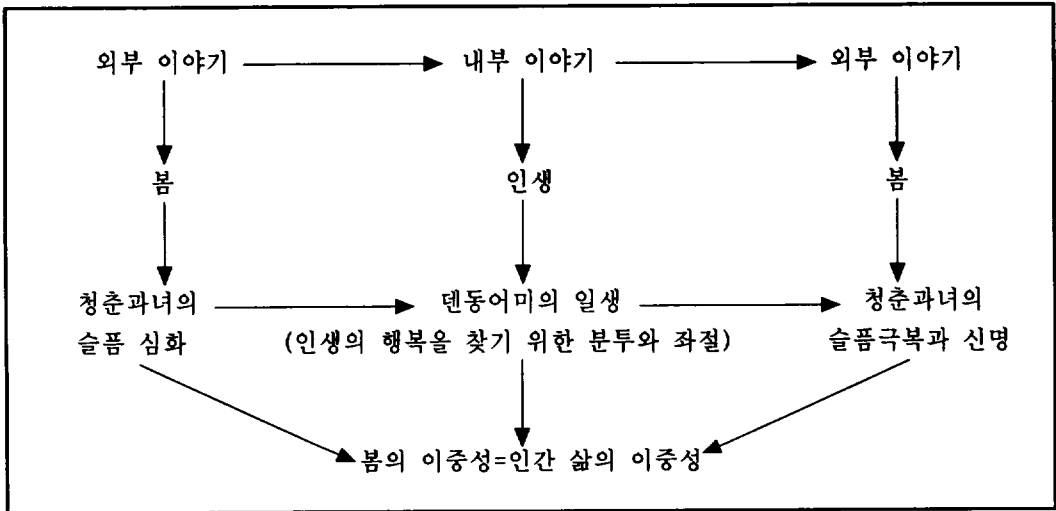 외부 이야기 내부 이야기 외부 이야기
봄 인생 봄
청춘과녀의 덴동어미의 일생 청춘과녀의
슬픔 심화 (인생의 행복을 찾기 위한 분투와 좌절) 슬픔극복과 신명
봄의 이중성=인간 삶의 이중성